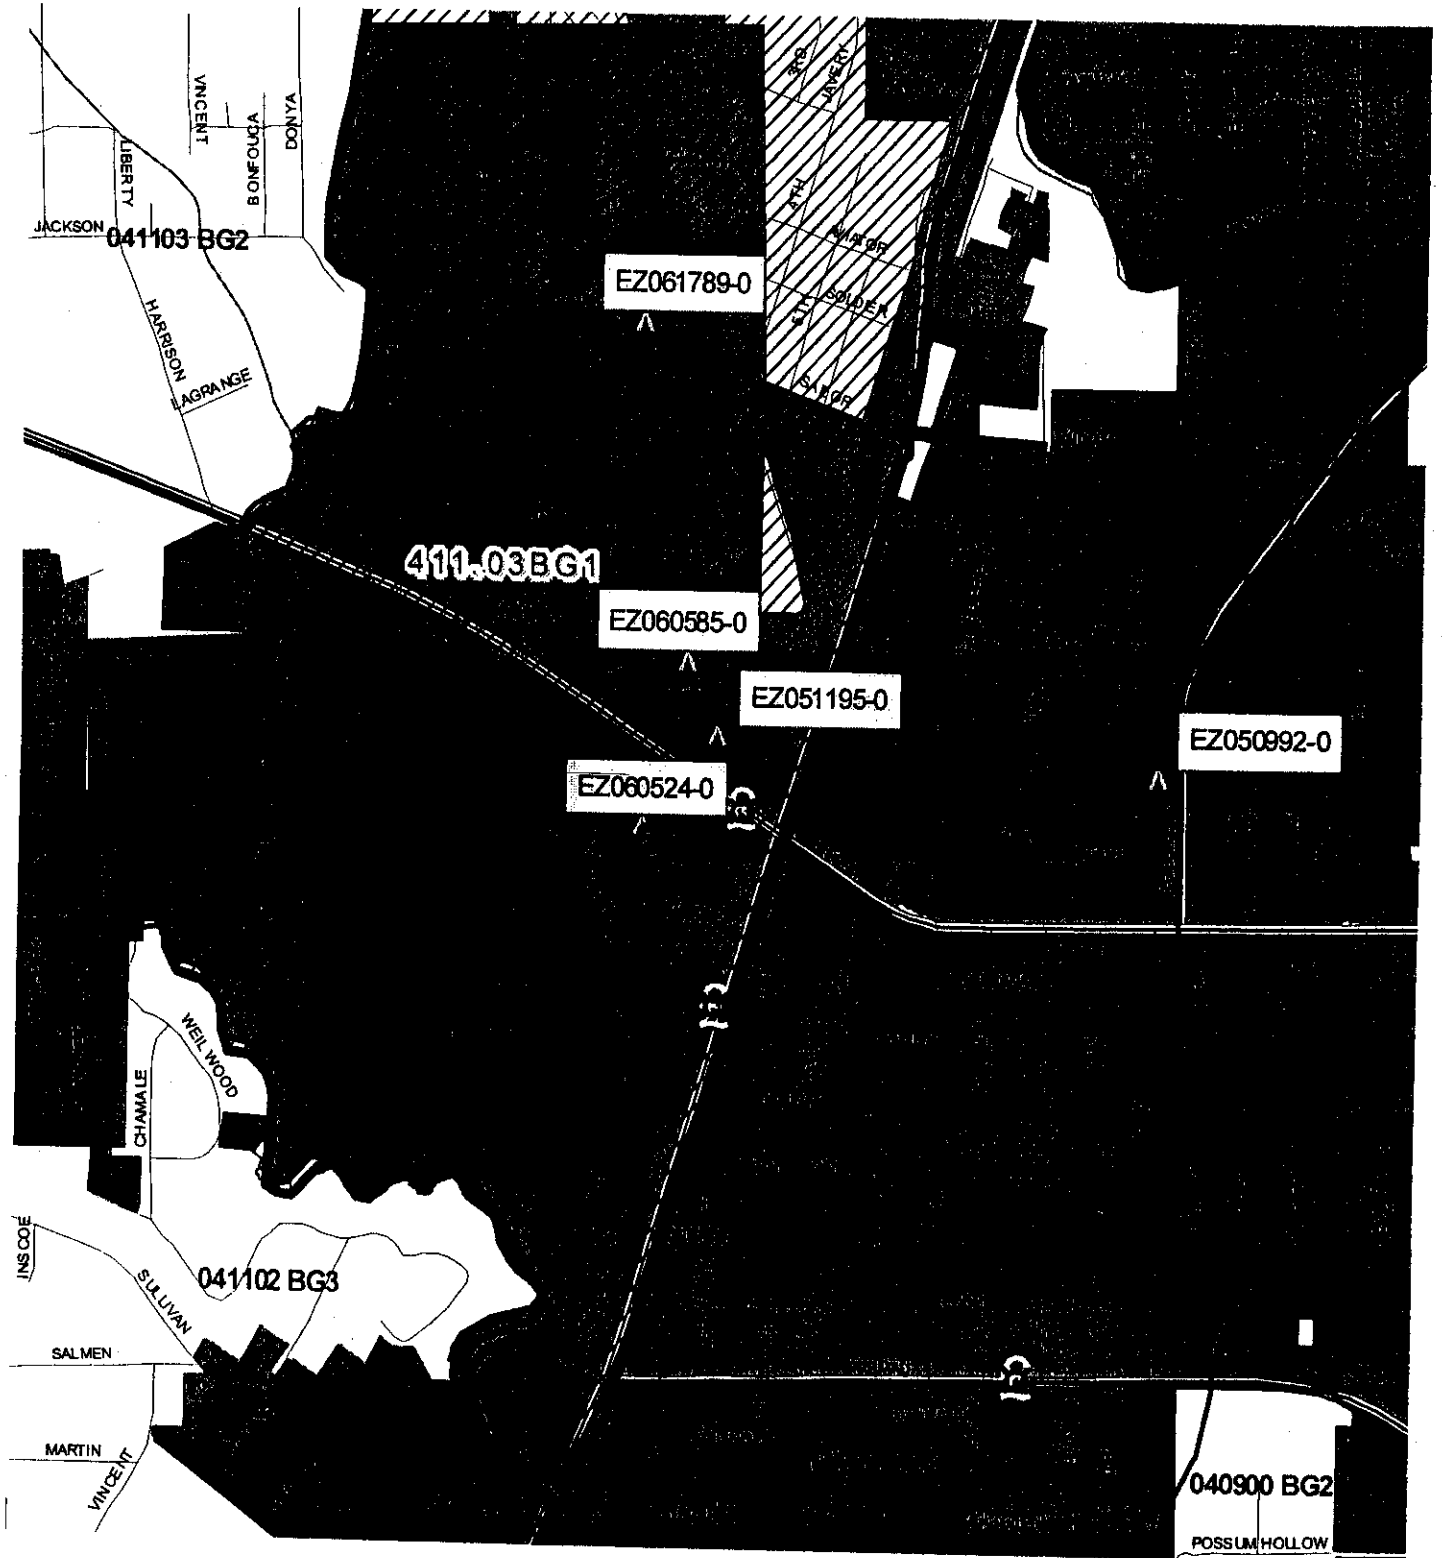 3RD
JAVERY
VNCENT
LIBERTY
BONFOUCA
DONYA
4TH
JACKSON
041103 BG2
AVIATOR
EZ061789-0
SOLDIER
5TH
HARRISON
LAGRANGE
SAILOR
411.03BG1
EZ060585-0
EZ051195-0
EZ050992-0
EZ060524-0
WEILWOOD
CHAMALE
INSCOE
SULLIVAN
041102 BG3
SALMEN
MARTIN
VINCENT
040900 BG2
POSSUM HOLLOW